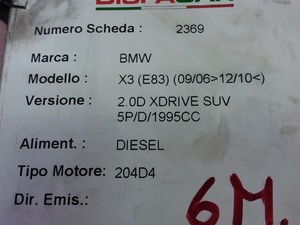 DISPACAR
Numero Scheda : 2369
Marca : BMW
Modello : X3 (E83) (09/06>12/10<)
Versione : 2.0D XDRIVE SUV
5P/D/1995CC
Aliment. : DIESEL
Tipo Motore: 204D4
Dir. Emis.:
6M.